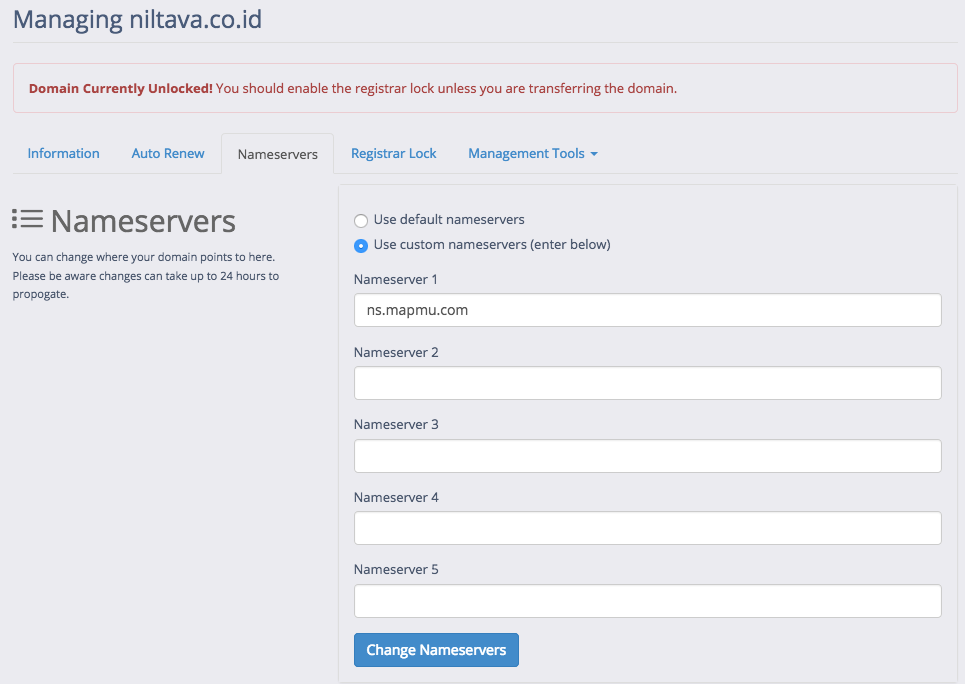 Managing niltava.co.id
Domain Currently Unlocked! You should enable the registrar lock unless you are transferring the domain.
Information
Auto Renew
Nameservers
Registrar Lock
Management Tools
Nameservers
You can change where your domain points to here.
Please be aware changes can take up to 24 hours to
propogate.
Use default nameservers
Use custom nameservers (enter below)
Nameserver 1
ns.mapmu.com
Nameserver 2
Nameserver 3
Nameserver 4
Nameserver 5
Change Nameservers